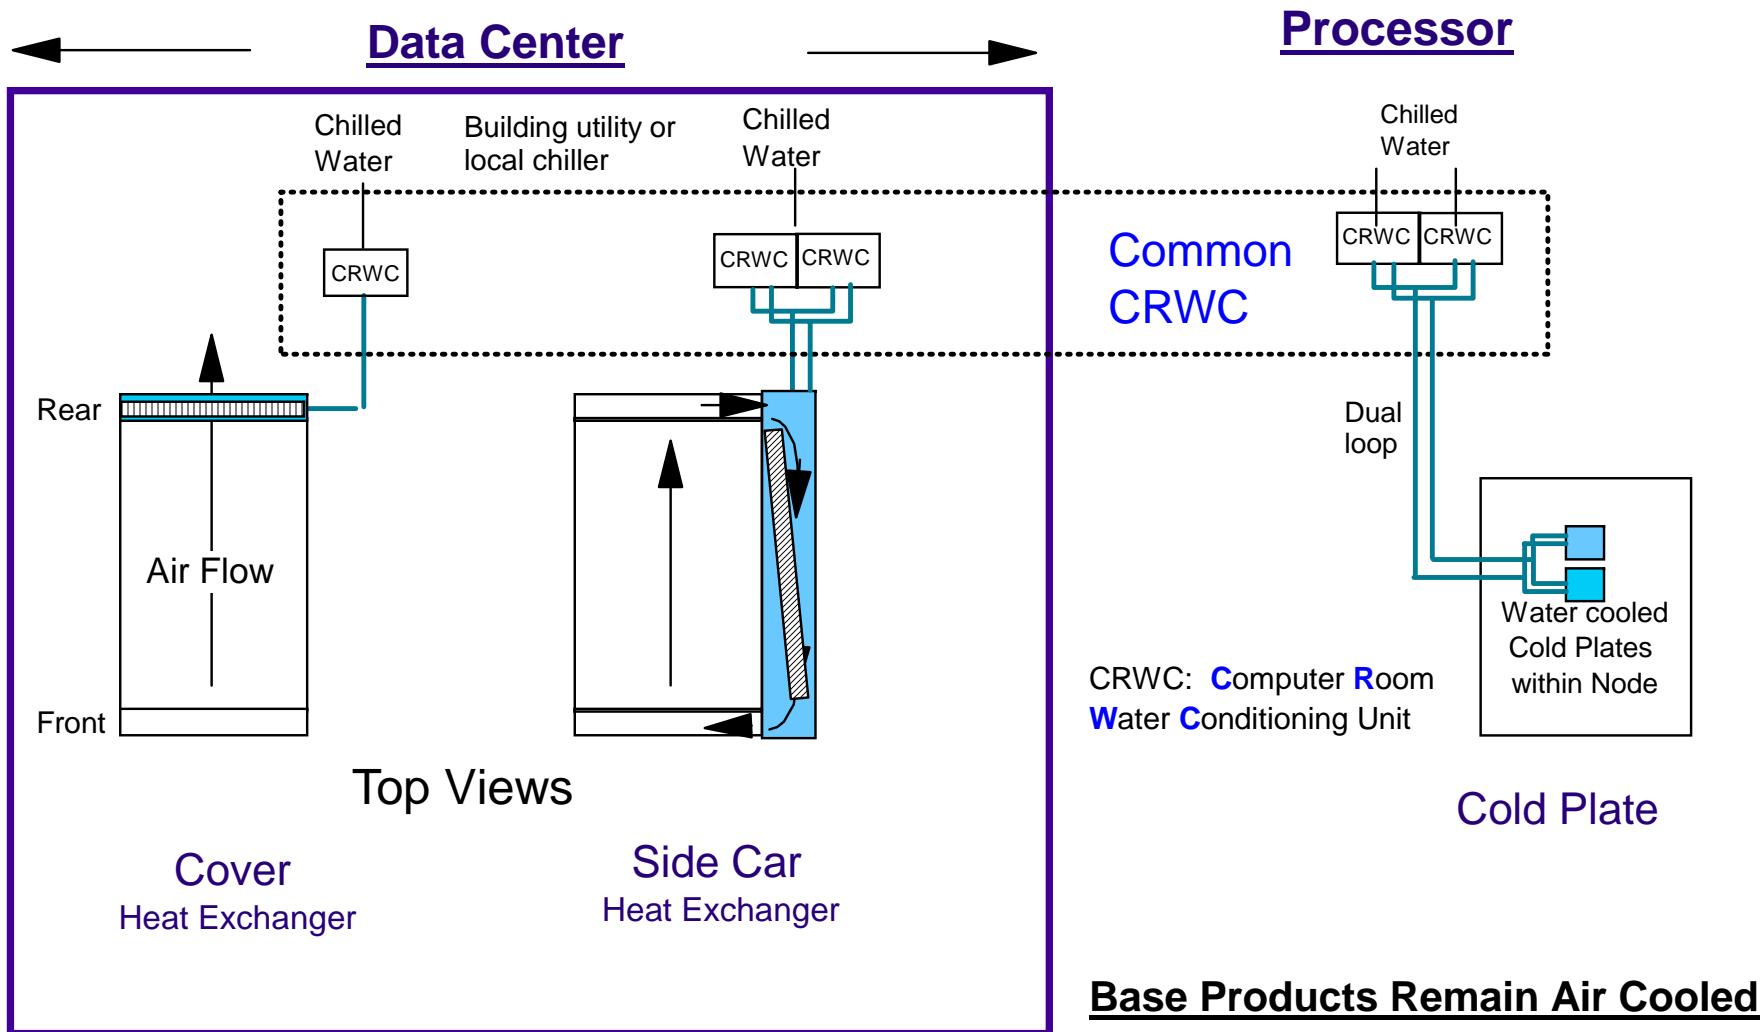 Data Center
Processor
Chilled
Water
Building utility or
local chiller
Chilled
Water
Chilled
Water
CRWC
CRWC
CRWC
CRWC
CRWC
Common
CRWC
Rear
Air Flow
Front
Dual
loop
Water cooled
Cold Plates
within Node
CRWC: Computer Room
Water Conditioning Unit
Top Views
Cold Plate
Cover
Heat Exchanger
Side Car
Heat Exchanger
Base Products Remain Air Cooled